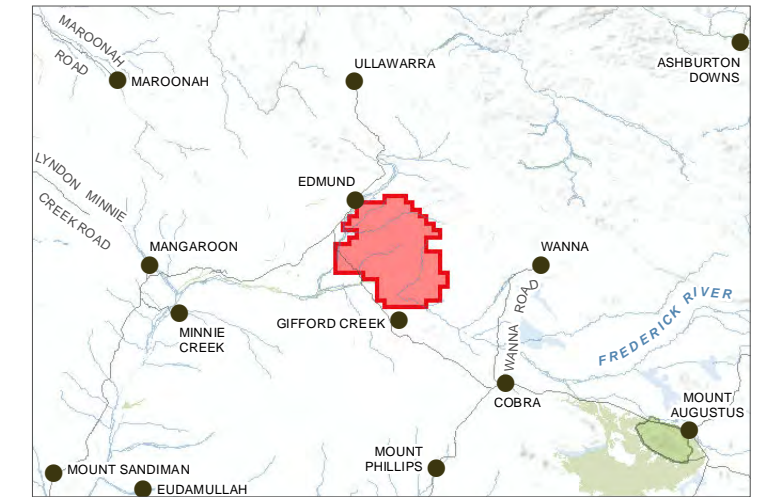 MAROONAH
ROAD
MAROONAH
ULLAWARRA
ASHBURTON
DOWNS
LYNDON MINNIE
CREEK ROAD
EDMUND
MANGAROON
WANNA
MINNIE
CREEK
GIFFORD CREEK
WANNA ROAD
FREDERICK RIVER
COBRA
MOUNT
AUGUSTUS
MOUNT
PHILLIPS
MOUNT SANDIMAN
EUDAMULLAH